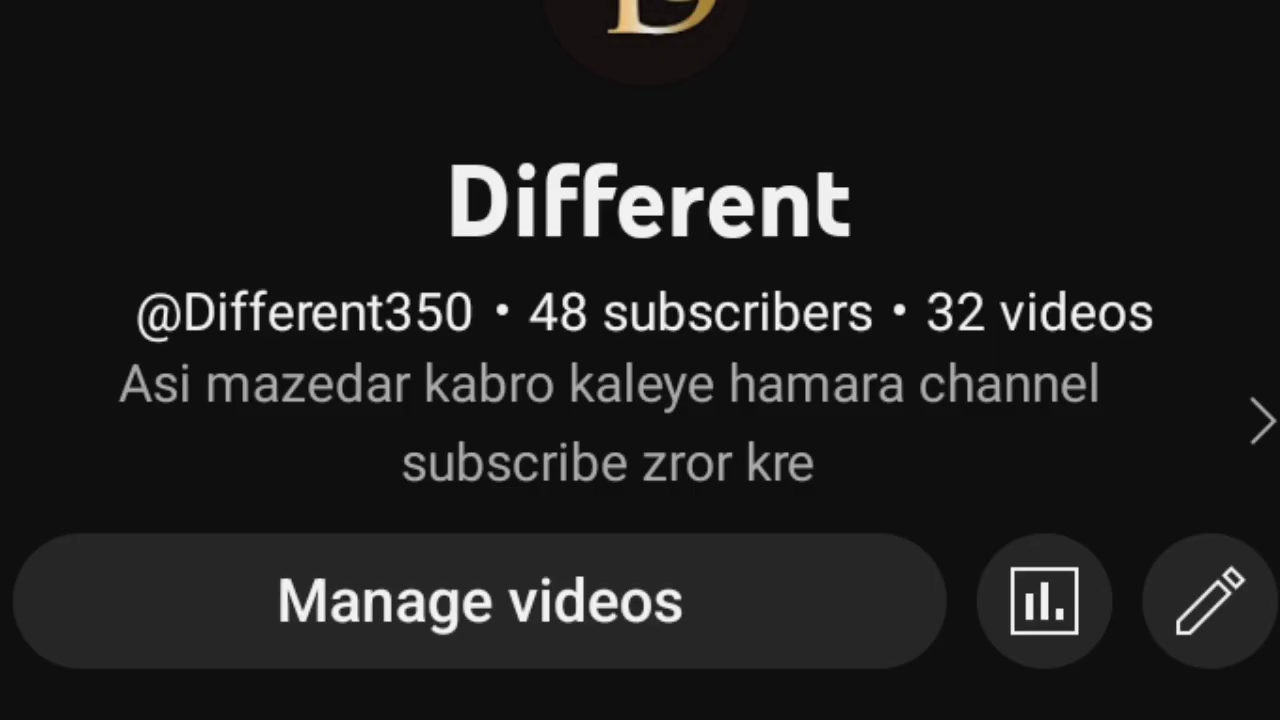 Different
@Different350 • 48 subscribers • 32 videos
Asi mazedar kabro kaleye hamara channel
subscribe zror kre
Manage videos